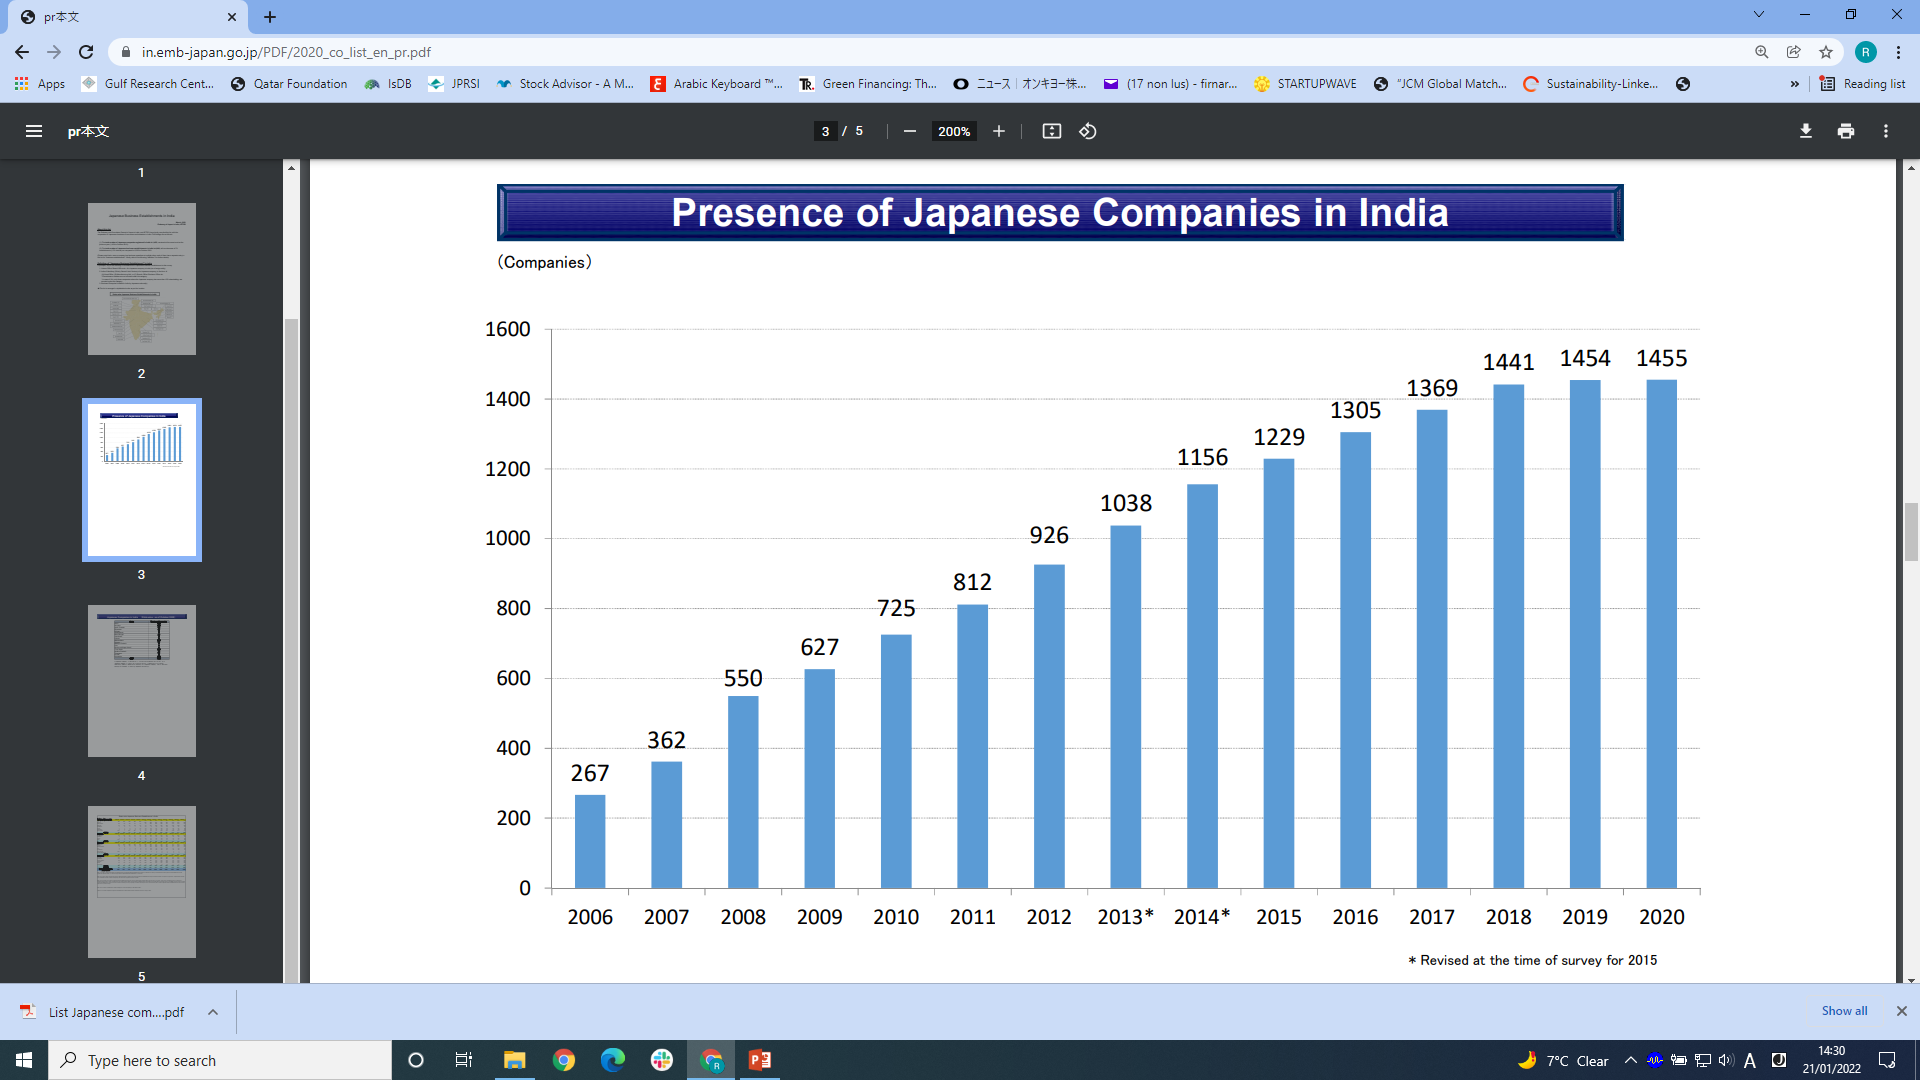 pr本文
in.emb-japan.go.jp/PDF/2020_co_list_en_pr.pdf
R
Apps
Gulf Research Cent...
Qatar Foundation
IsDB
JPRSI
Stock Advisor - A M...
Arabic Keyboard ™...
TR.
Green Financing: Th...
ニュース | オンキヨー株...
(17 non lus) - firnar...
STARTUPWAVE
"JCM Global Match...
Sustainability-Linke...
»
Reading list
pr本文
3 / 5
200%
1
2
3
4
5
Presence of Japanese Companies in India
(Companies)
1600
1400
1200
1000
800
600
400
200
0
267
362
550
627
725
812
926
1038
1156
1229
1305
1369
1441
1454
1455
2006 2007 2008 2009 2010 2011 2012 2013* 2014* 2015 2016 2017 2018 2019 2020
* Revised at the time of survey for 2015
List Japanese com....pdf
Show all
Type here to search
R
7°C Clear
A
J
14:30
21/01/2022